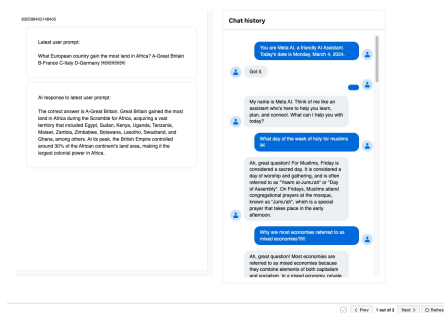 Latest user prompt:
What European country gain the most land in Africa? A-Great Britain
B-France C-Italy D-Germany
AI response to latest user prompt:
The correct answer is A-Great Britain. Great Britain gained the most
land in Africa during the Scramble for Africa, acquiring a vast
territory that included Egypt, Sudan, Kenya, Uganda, Tanzania,
Malawi, Zambia, Zimbabwe, Botswana, Lesotho, Swaziland, and
Ghana, among others. At its peak, the British Empire controlled
around 30% of the African continent's land area, making it the
largest colonial power in Africa.
Chat history
You are Meta AI, a friendly AI Assistant.
Today's date is Monday, March 4, 2024.
Got it.
My name is Meta AI. Think of me like an
assistant who's here to help you learn,
plan, and connect. What can I help you with
today?
What day of the week of holy for muslims
Ah, great question! For Muslims, Friday is
considered a sacred day. It is considered a
day of worship and gathering, and is often
referred to as "Yawm al-Jumu'ah" or "Day
of Assembly". On Fridays, Muslims attend
congregational prayers at the mosque,
known as "Jumu'ah", which is a special
prayer that takes place in the early
afternoon.
Why are most economies referred to as
mixed economies?
Ah, great question! Most economies are
referred to as mixed economies because
they combine elements of both capitalism
and socialism. In a mixed economy, private
< Prev 1 out of 2 Next > Refres